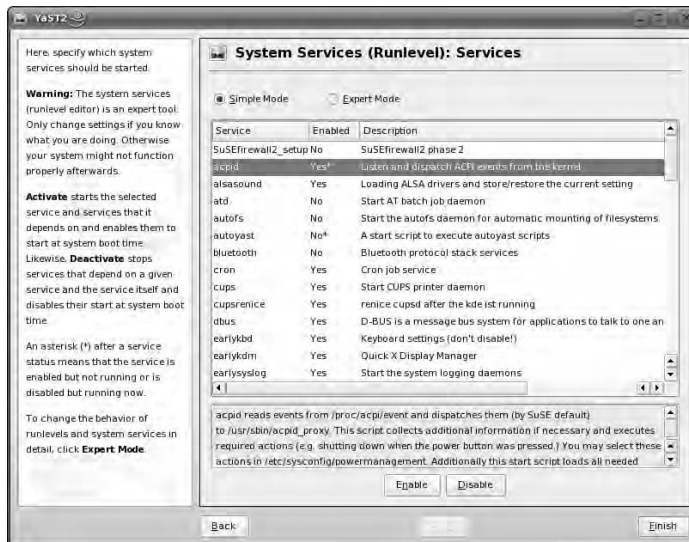 YaST2
Here, specify which system
services should be started.
Warning: The system services
(runlevel editor) is an expert tool.
Only change settings if you know
what you are doing. Otherwise
your system might not function
properly afterwards.
Activate starts the selected
service and services that it
depends on and enables them to
start at system boot time.
Likewise, Deactivate stops
services that depend on a given
service and the service itself and
disables their start at system boot
time.
An asterisk (*) after a service
status means that the service is
enabled but not running or is
disabled but running now.
To change the behavior of
runlevels and system services in
detail, click Expert Mode.
System Services (Runlevel): Services
Simple Mode Expert Mode
Service Enabled Description
SuSEfirewall2_setup No SuSEfirewall2 phase 2
acpid Yes* Listen and dispatch ACPI events from the kernel
alsasound Yes Loading ALSA drivers and store/restore the current setting
atd No Start AT batch job daemon
autofs No Start the autofs daemon for automatic mounting of filesystems.
autoyast No* A start script to execute autoyast scripts
bluetooth No Bluetooth protocol stack services
cron Yes Cron job service
cups Yes Start CUPS printer daemon
cupsrenice Yes renice cupsd after the kde ist running
dbus Yes D-BUS is a message bus system for applications to talk to one an
earlykbd Yes Keyboard settings (don't disable!)
earlykdm Yes Quick X Display Manager
earlysyslog Yes Start the system logging daemons
acpid reads events from /proc/acpi/event and dispatches them (by SuSE default)
to /usr/sbin/acpid_proxy. This script collects additional information if necessary and executes
required actions (e.g. shutting down when the power button was pressed.) You may select these
actions in /etc/sysconfig/powermanagement. Additionally this start script loads all needed
Enable Disable
Back Finish